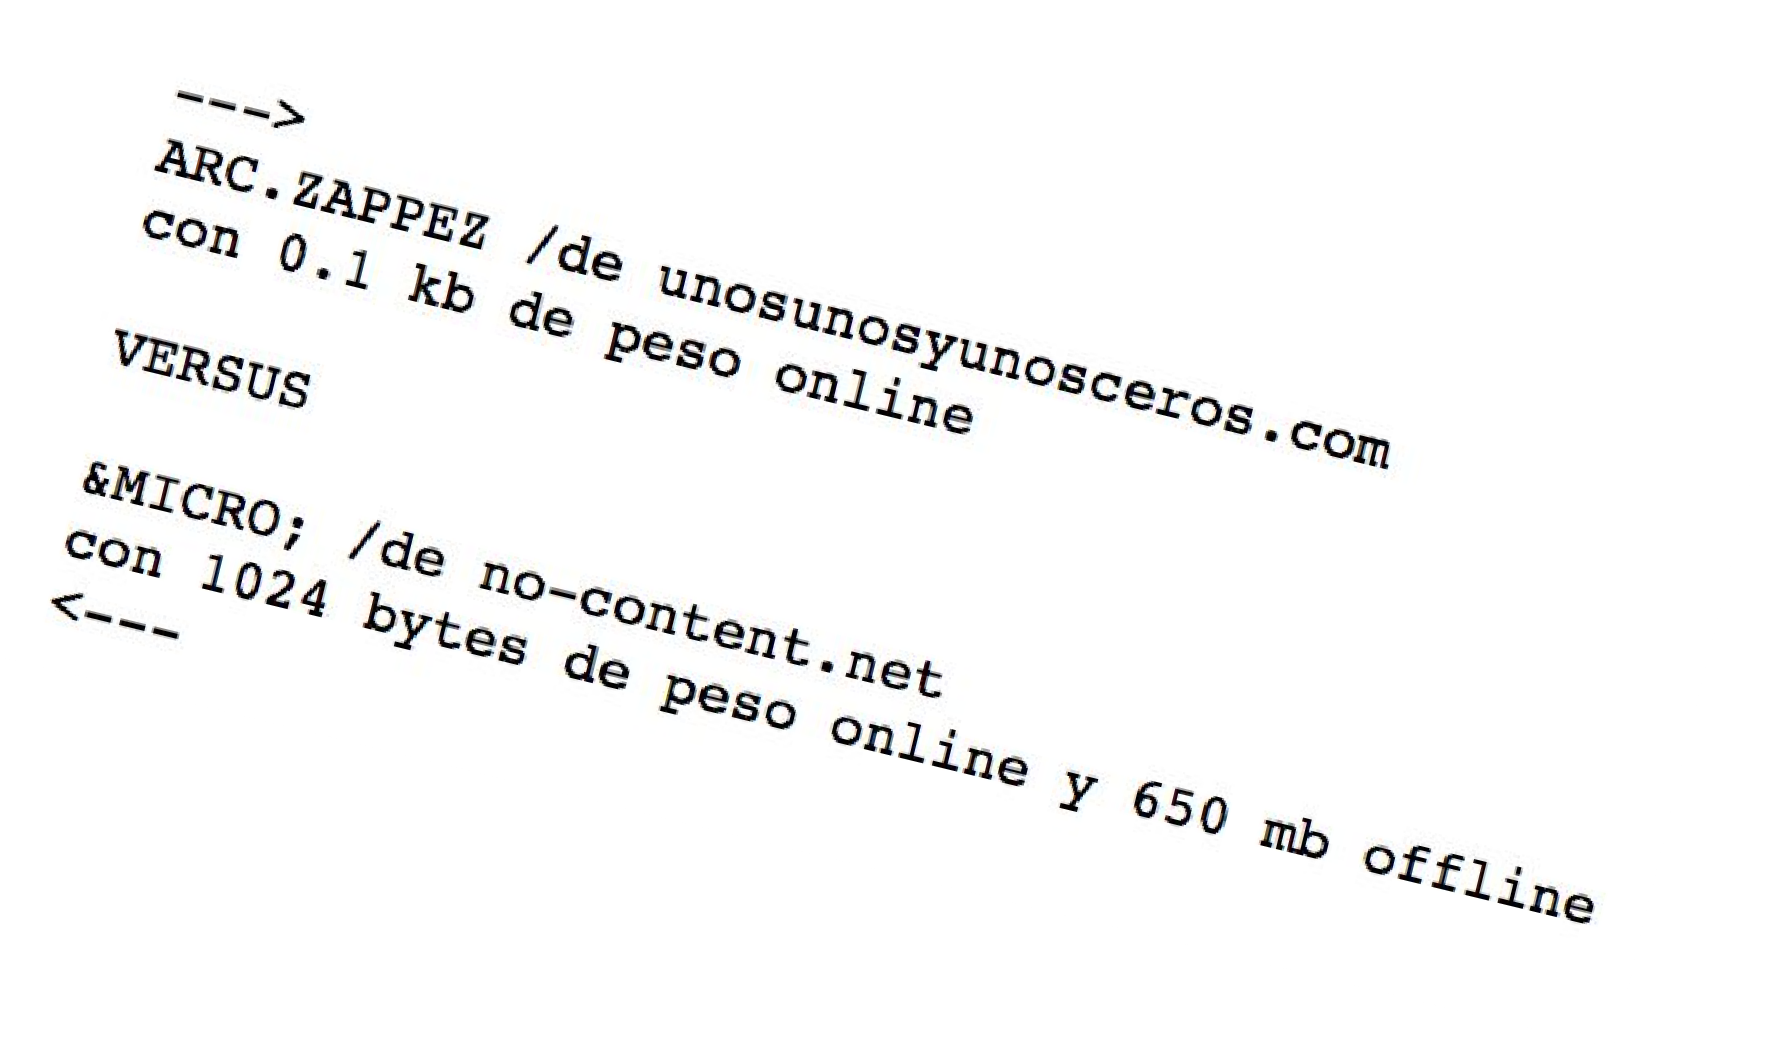 --->
ARC.ZAPPEZ /de unosunosyunosceros.com
con 0.1 kb de peso online
VERSUS
&MICRO; /de no-content.net
con 1024 bytes de peso online y 650 mb offline
<---